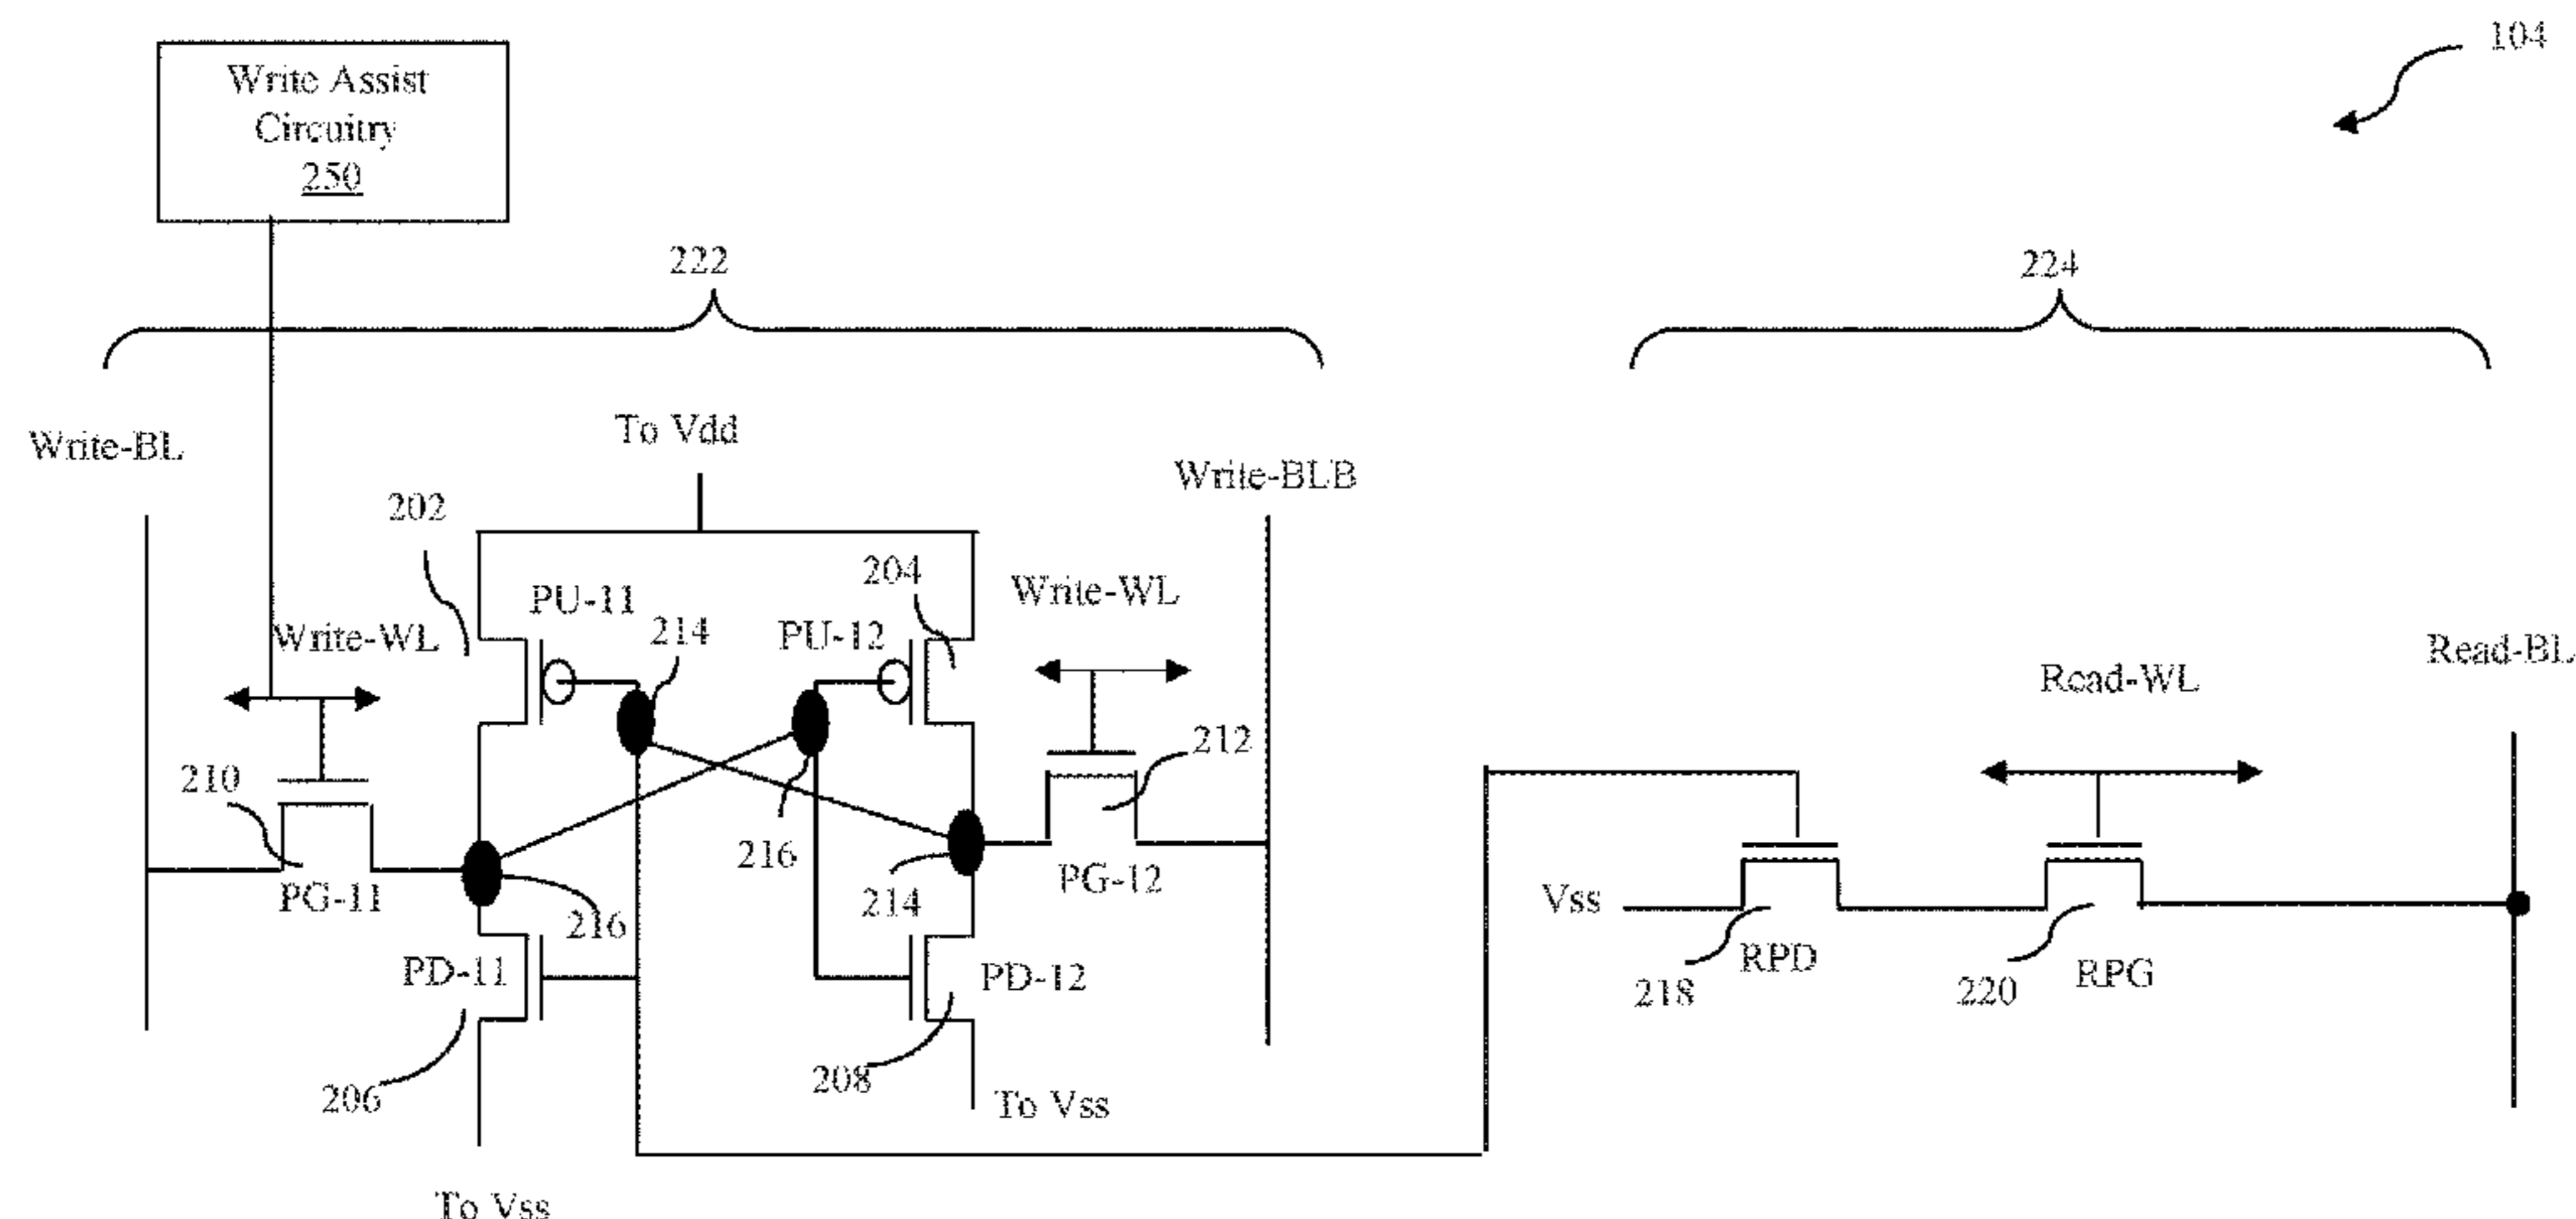 104
Write Assist
Circuitry
250
222
224
Write-BL
To Vdd
Write-BLB
202
204
Write-WL
PU-11
214
PU-12
Write-WL
Read-BL
Read-WL
210
212
216
214
PG-12
PG-11
216
Vss
PD-11
PD-12
218
RPD
220
RPG
206
208
To Vss
To Vss